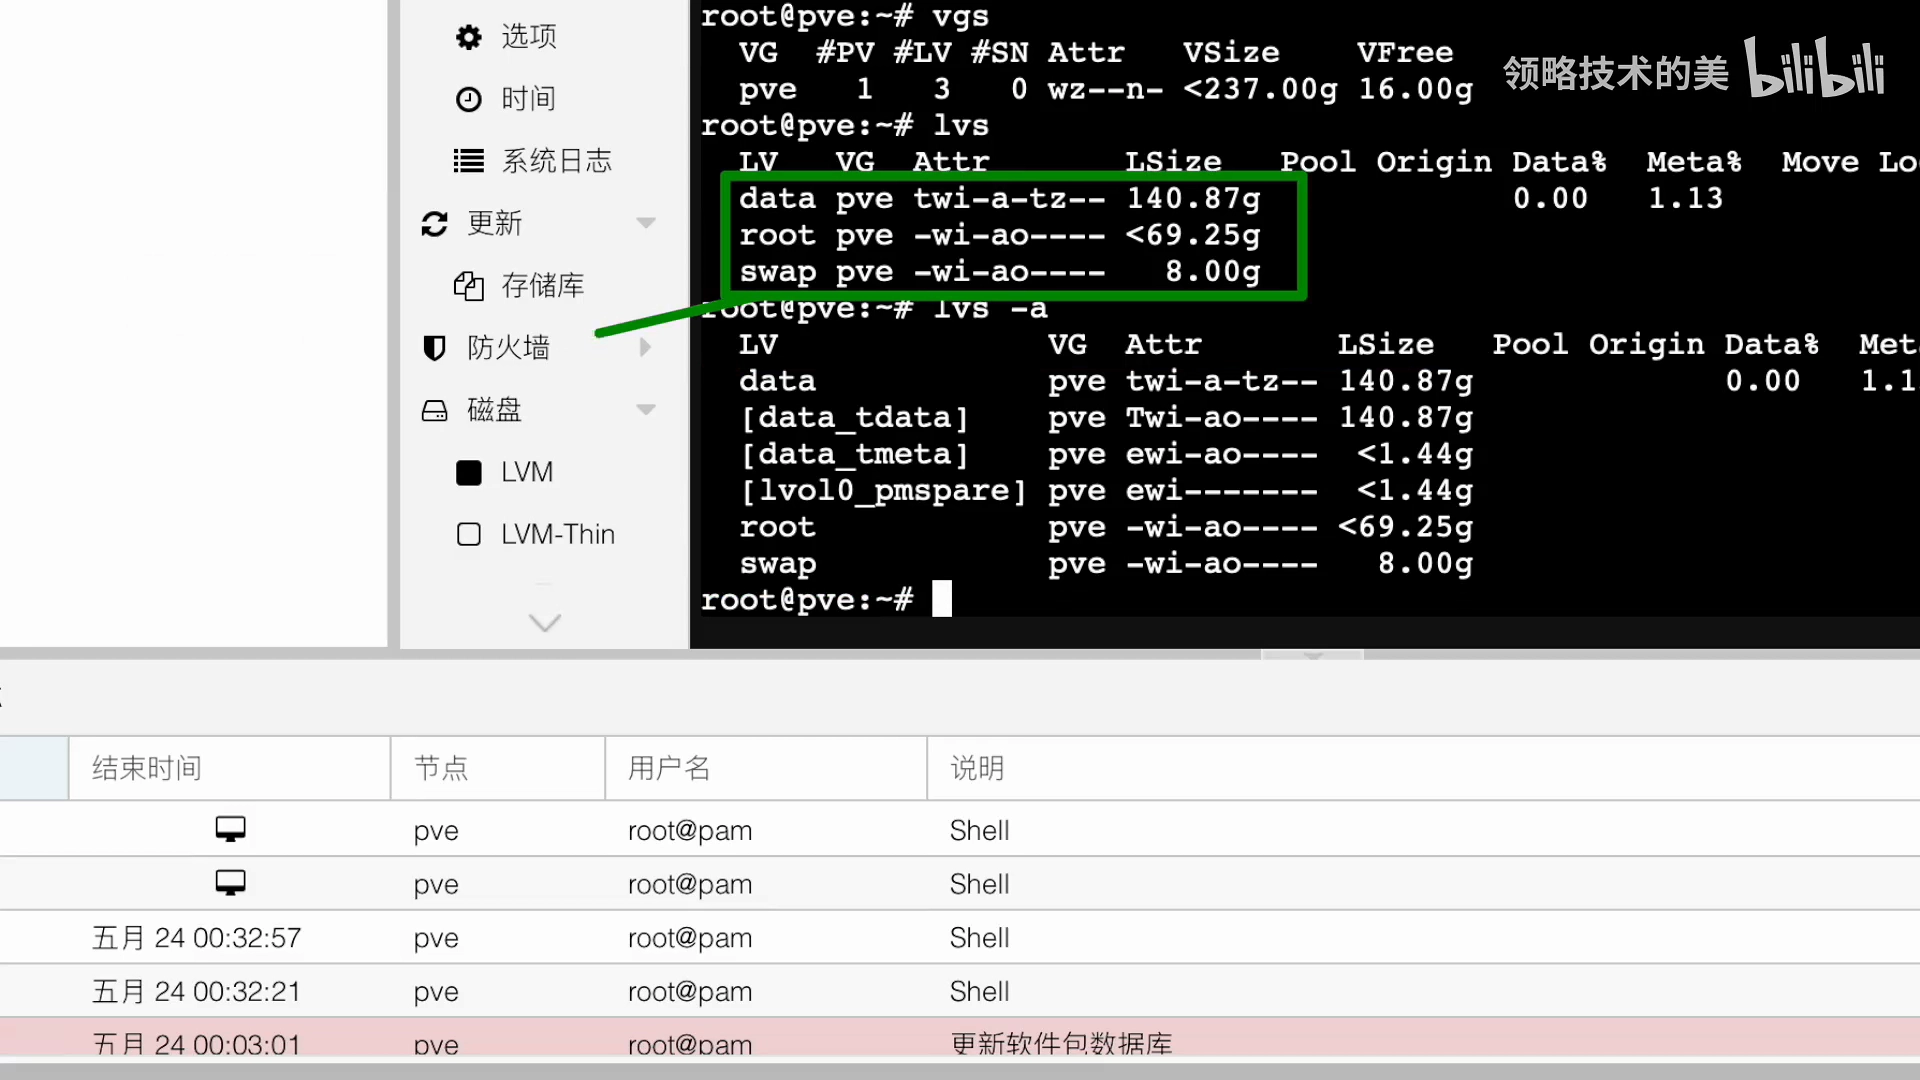 选项
时间
系统日志
更新
存储库
防火墙
磁盘
LVM
LVM-Thin
root@pve:~# vgs
VG #PV #LV #SN Attr VSize VFree
pve 1 3 0 wz--n- <237.00g 16.00g
领略技术的美 bilibili
root@pve:~# lvs
LV VG Attr LSize Pool Origin Data% Meta% Move Lo
data pve twi-a-tz-- 140.87g 0.00 1.13
root pve -wi-ao---- <69.25g
swap pve -wi-ao---- 8.00g
root@pve:~# lvs -a
LV VG Attr LSize Pool Origin Data% Met
data pve twi-a-tz-- 140.87g 0.00 1.1
[data_tdata] pve Twi-ao---- 140.87g
[data_tmeta] pve ewi-ao---- <1.44g
[lvol0_pmspare] pve ewi------- <1.44g
root pve -wi-ao---- <69.25g
swap pve -wi-ao---- 8.00g
root@pve:~#
结束时间 节点 用户名 说明
pve root@pam Shell
pve root@pam Shell
五月 24 00:32:57 pve root@pam Shell
五月 24 00:32:21 pve root@pam Shell
五月 24 00:03:01 pve root@pam 更新软件包数据库